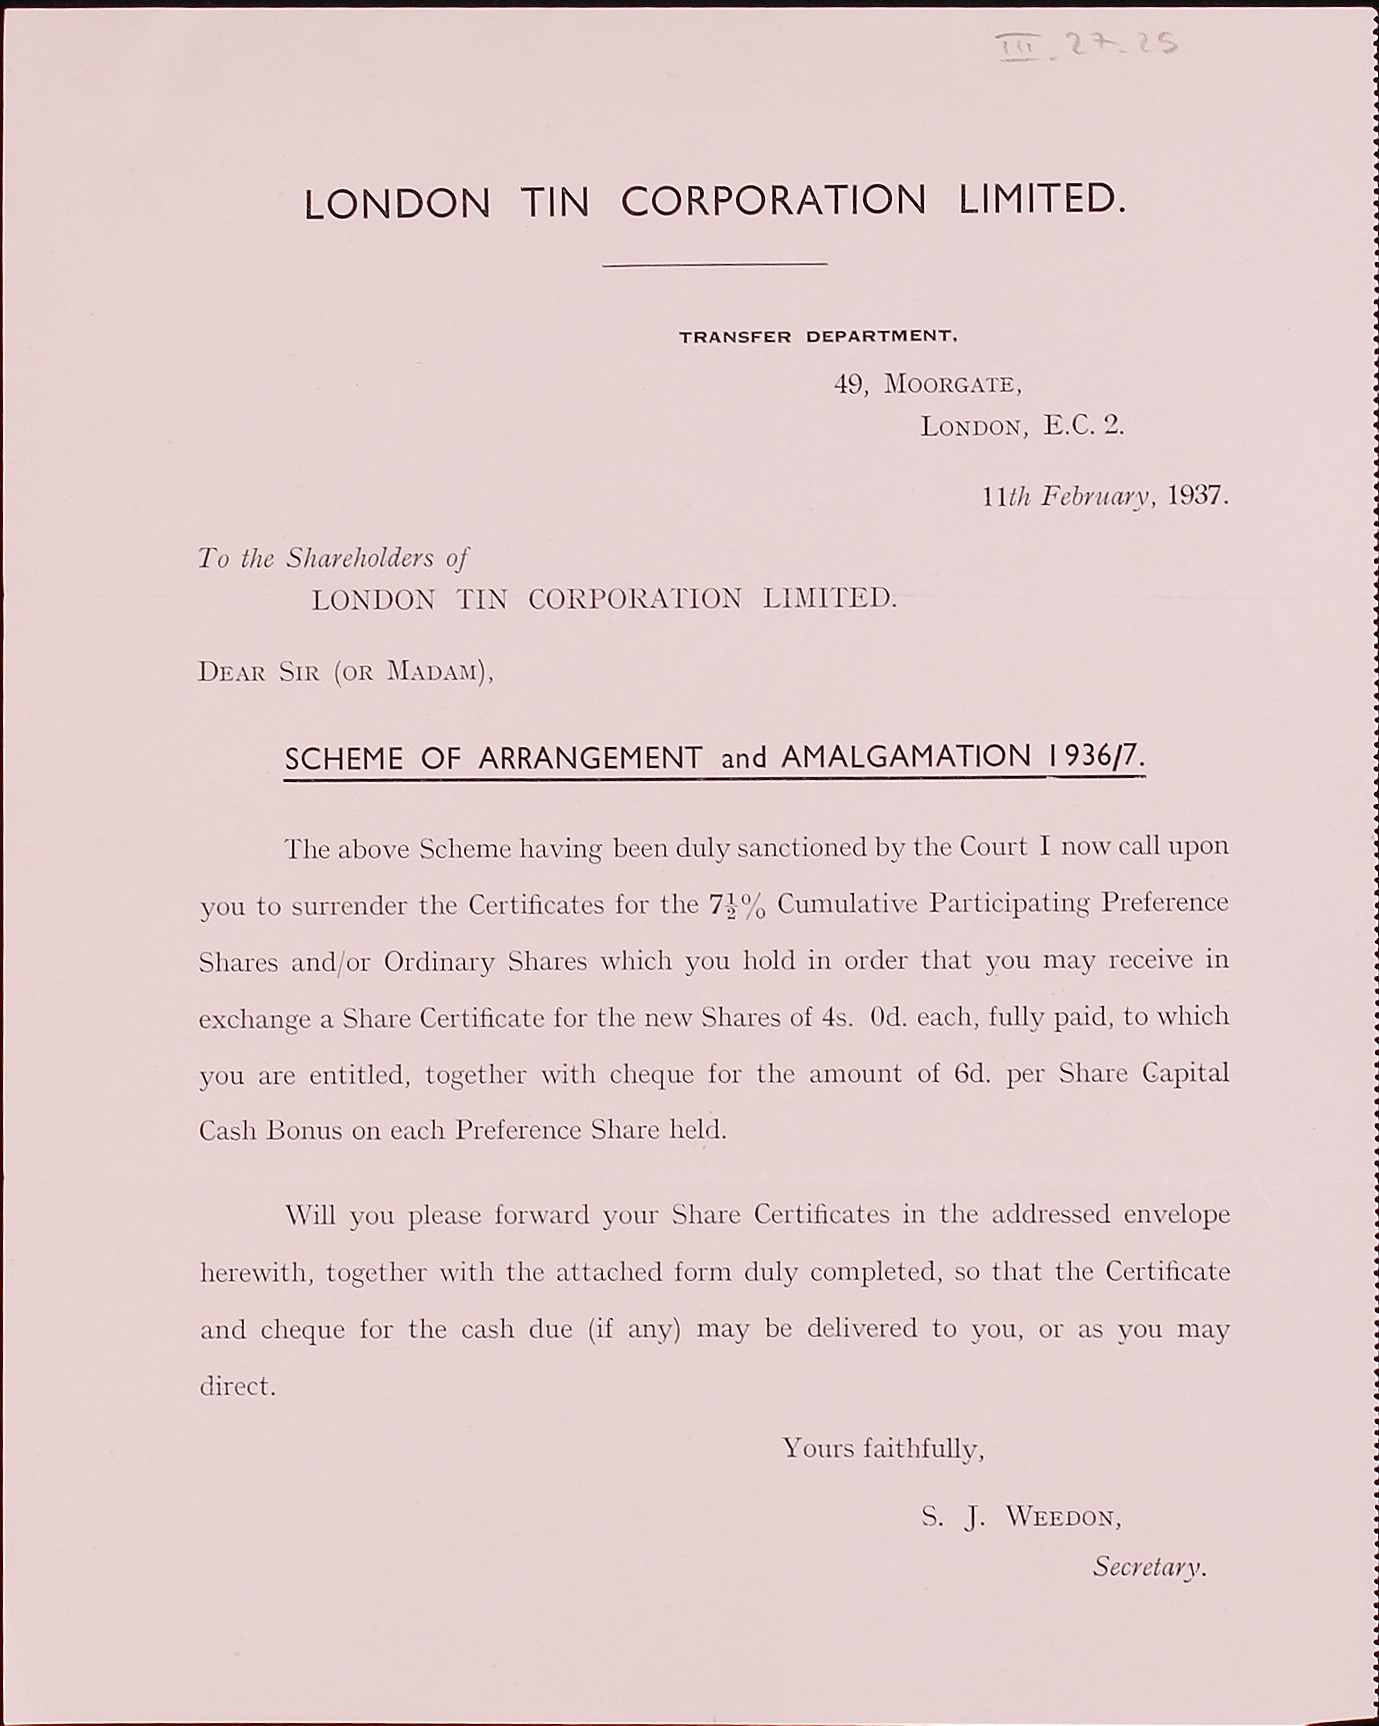 III. 27. 25
LONDON TIN CORPORATION LIMITED.
TRANSFER DEPARTMENT,
49, MOORGATE,
LONDON, E.C. 2.
11th February, 1937.
To the Shareholders of
LONDON TIN CORPORATION LIMITED.
DEAR SIR (OR MADAM),
SCHEME OF ARRANGEMENT and AMALGAMATION 1936/7.
The above Scheme having been duly sanctioned by the Court I now call upon
you to surrender the Certificates for the 7½% Cumulative Participating Preference
Shares and/or Ordinary Shares which you hold in order that you may receive in
exchange a Share Certificate for the new Shares of 4s. 0d. each, fully paid, to which
you are entitled, together with cheque for the amount of 6d. per Share Capital
Cash Bonus on each Preference Share held.
Will you please forward your Share Certificates in the addressed envelope
herewith, together with the attached form duly completed, so that the Certificate
and cheque for the cash due (if any) may be delivered to you, or as you may
direct.
Yours faithfully,
S. J. WEEDON,
Secretary.